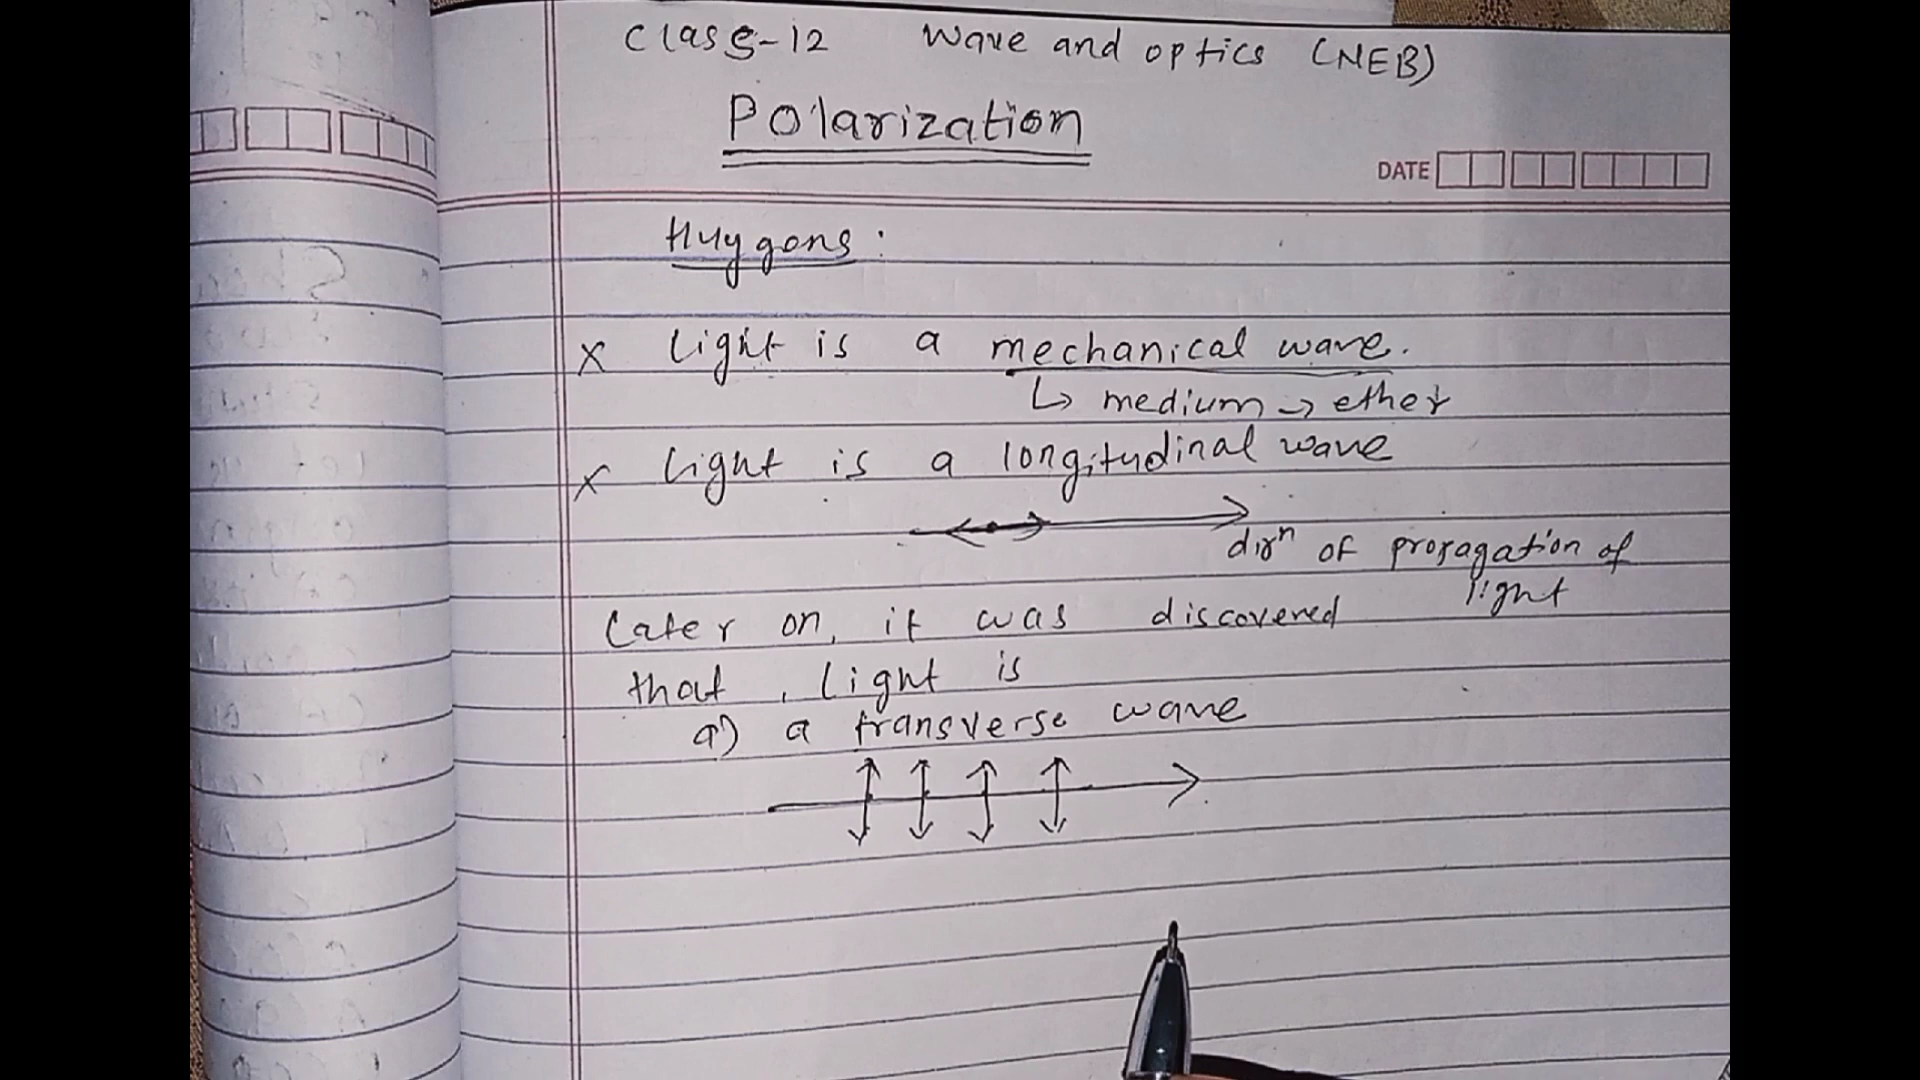 Class-12 Wave and optics (NEB)
Polarization
DATE
Huygons:
x Light is a mechanical wave.
↳ medium → ether
x Light is a longitudinal wave
dirⁿ of propagation of
light
Later on, it was discovered
that, light is
a) a transverse wave